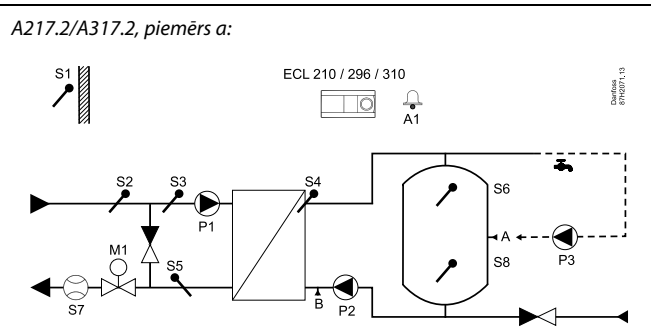 A217.2/A317.2, piemērs a:
S1
ECL 210 / 296 / 310
A1
Danfoss
87H2071.13
S2
S3
S4
P1
S6
A
P3
M1
S5
S8
S7
B
P2